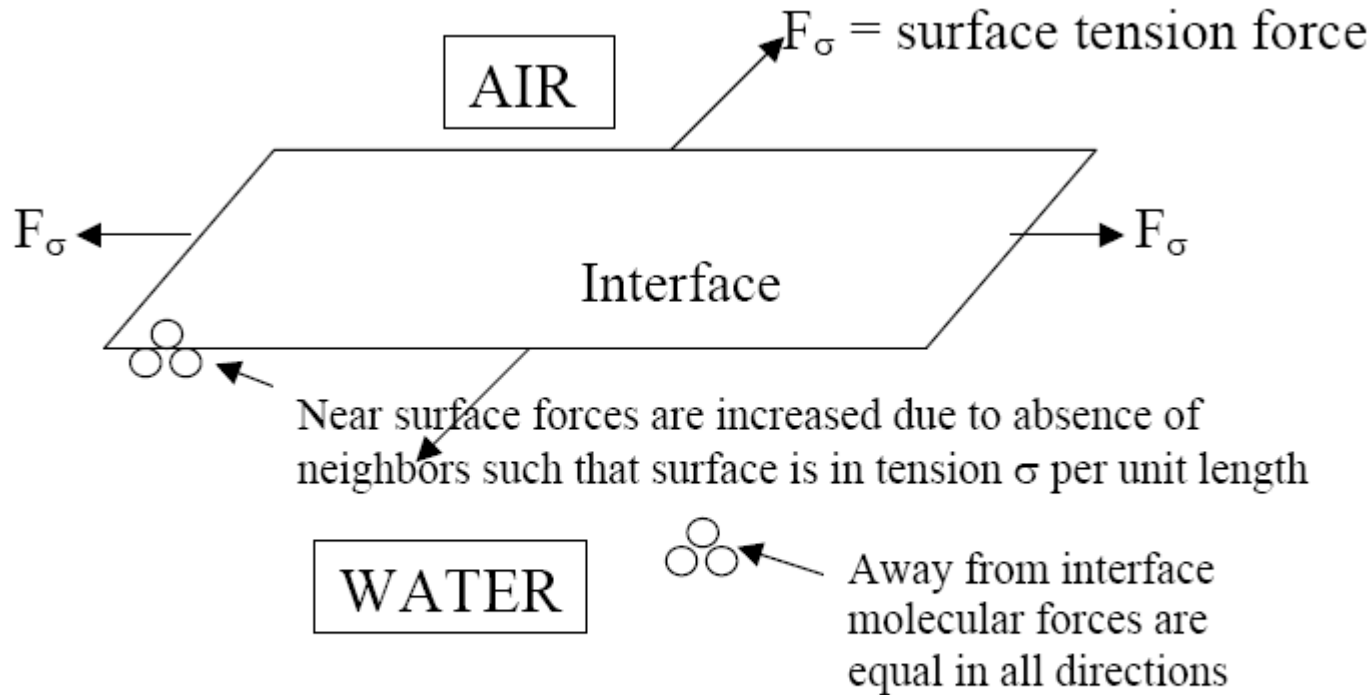 F_σ = surface tension force
AIR
F_σ
F_σ
Interface
Near surface forces are increased due to absence of
neighbors such that surface is in tension σ per unit length
WATER
Away from interface
molecular forces are
equal in all directions